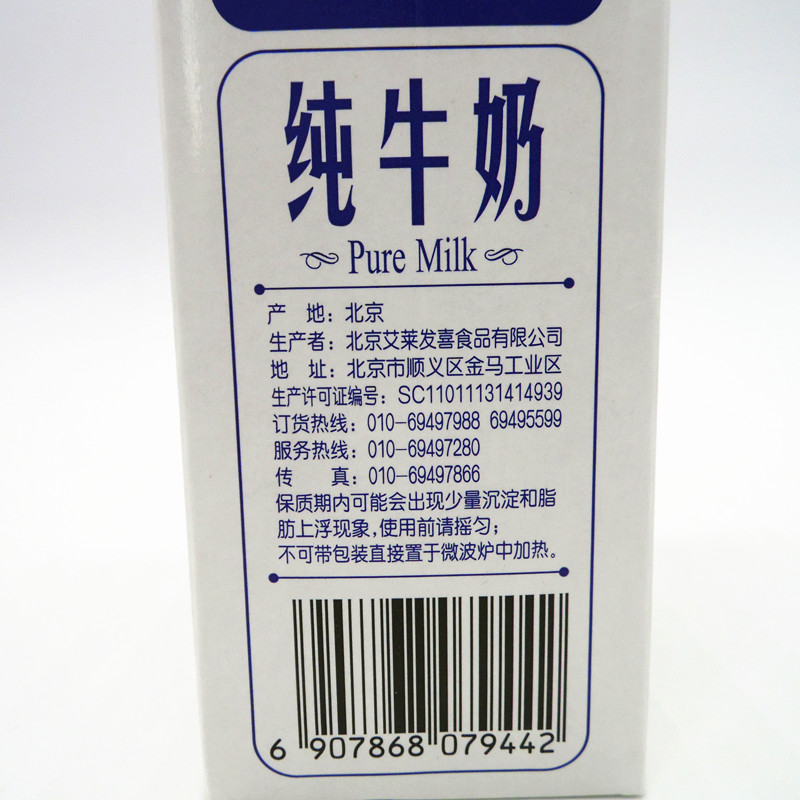 纯牛奶
Pure Milk
产 地：北京
生产者：北京艾莱发喜食品有限公司
地 址：北京市顺义区金马工业区
生产许可证编号：SC11011131414939
订货热线：010-69497988 69495599
服务热线：010-69497280
传 真：010-69497866
保质期内可能会出现少量沉淀和脂
肪上浮现象，使用前请摇匀；
不可带包装直接置于微波炉中加热。
6 907868 079442